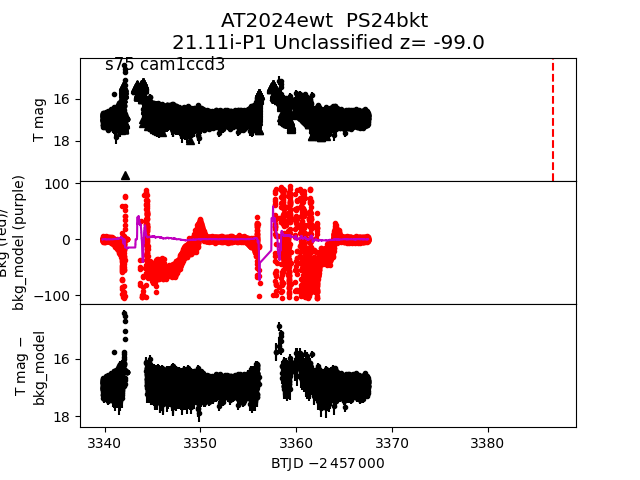 AT2024ewt PS24bkt
21.11i-P1 Unclassified z= -99.0
s75 cam1ccd3
T mag
16
18
Bkg (red)/
bkg_model (purple)
100
0
−100
T mag −
bkg_model
16
18
3340 3350 3360 3370 3380
BTJD −2 457 000